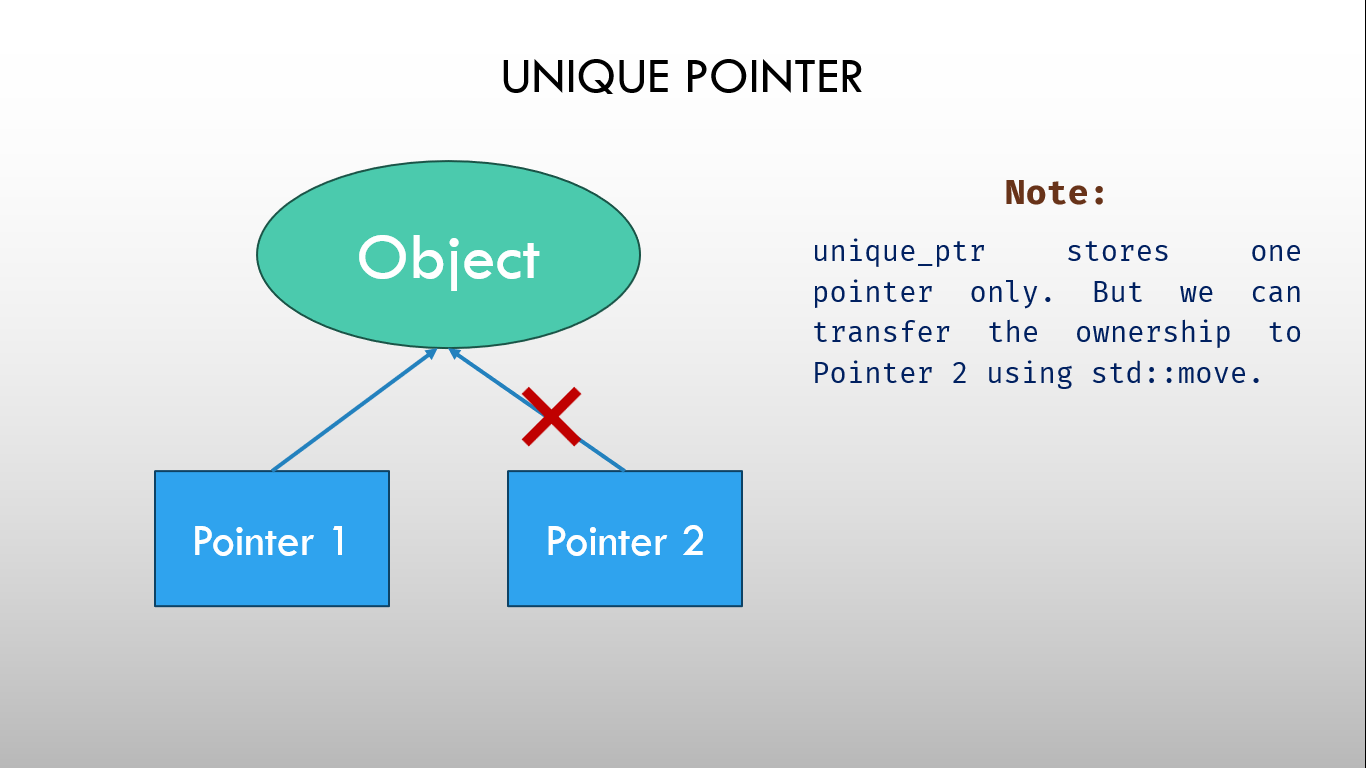 UNIQUE POINTER
Object
Pointer 1
Pointer 2
Note:
unique_ptr stores one
pointer only. But we can
transfer the ownership to
Pointer 2 using std::move.